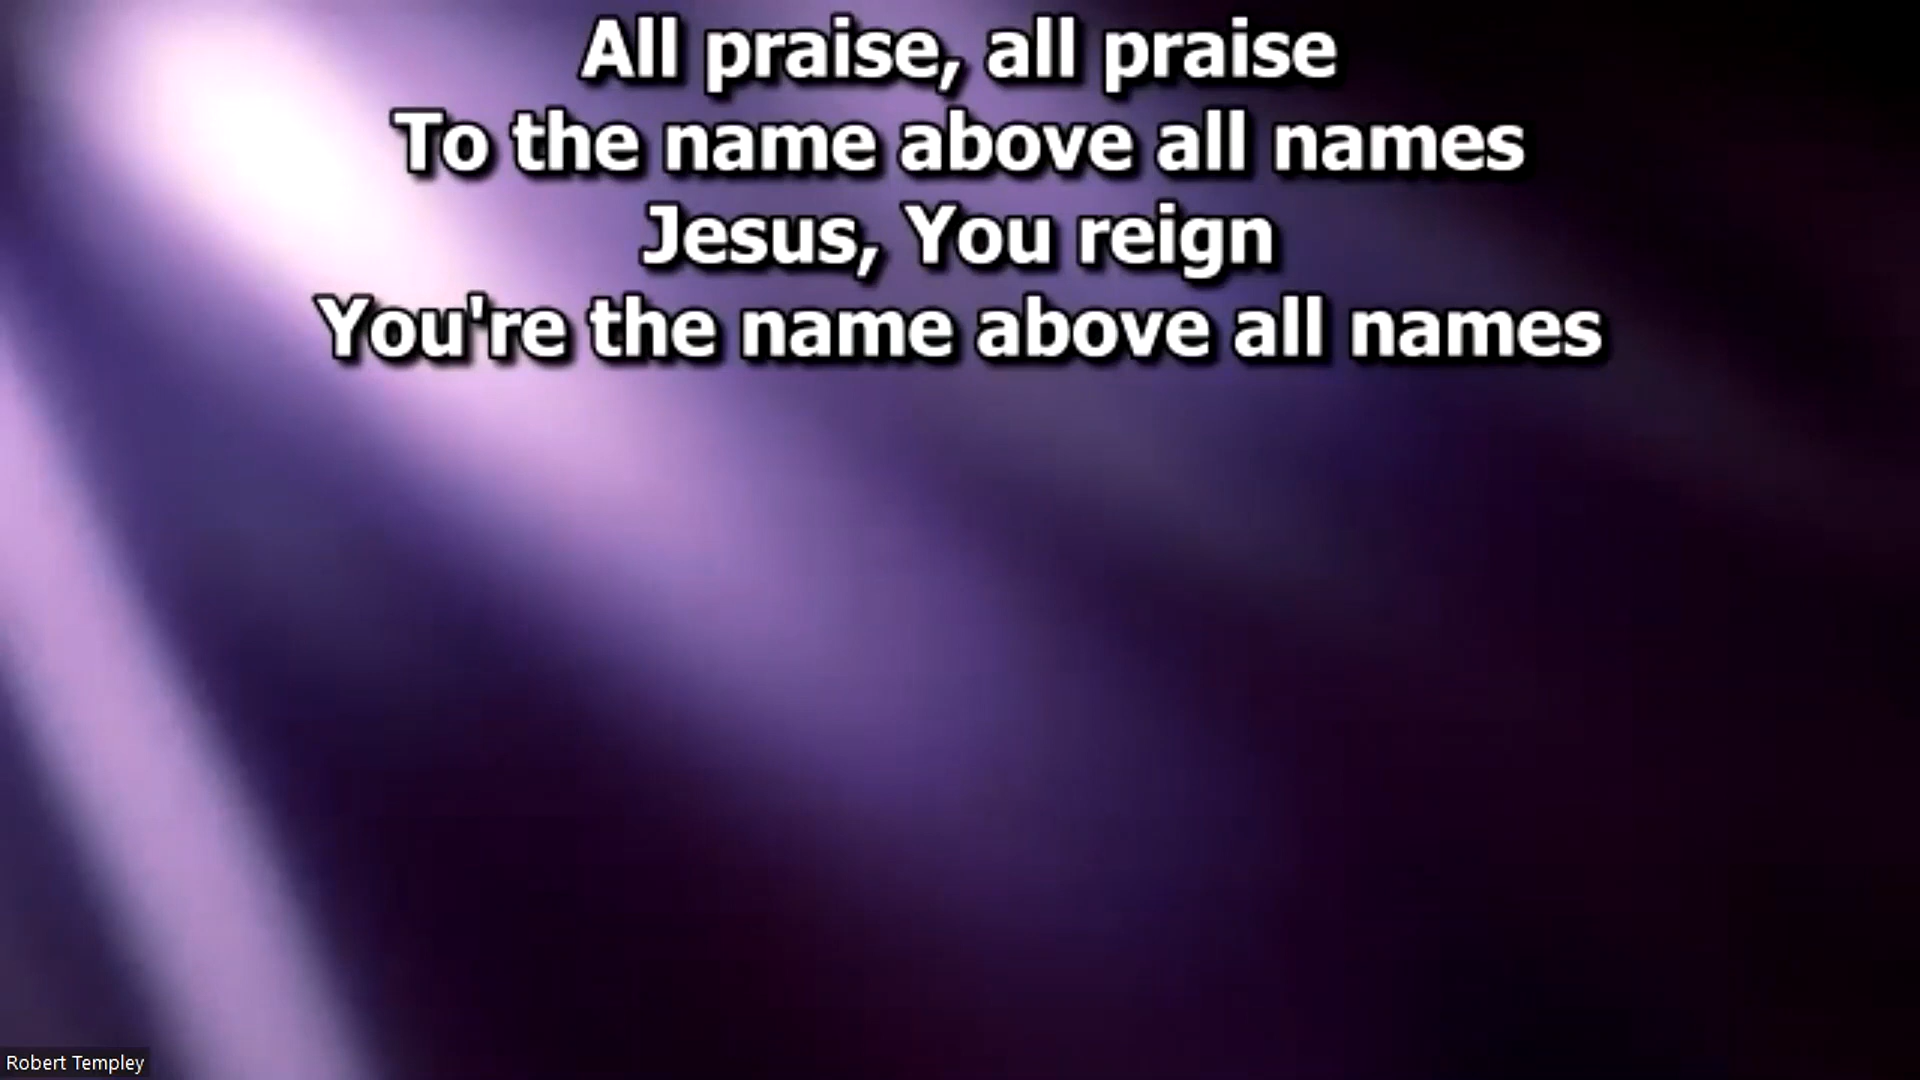 All praise, all praise
To the name above all names
Jesus, You reign
You're the name above all names
Robert Templey